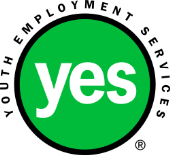 YOUTH EMPLOYMENT SERVICES
yes
®